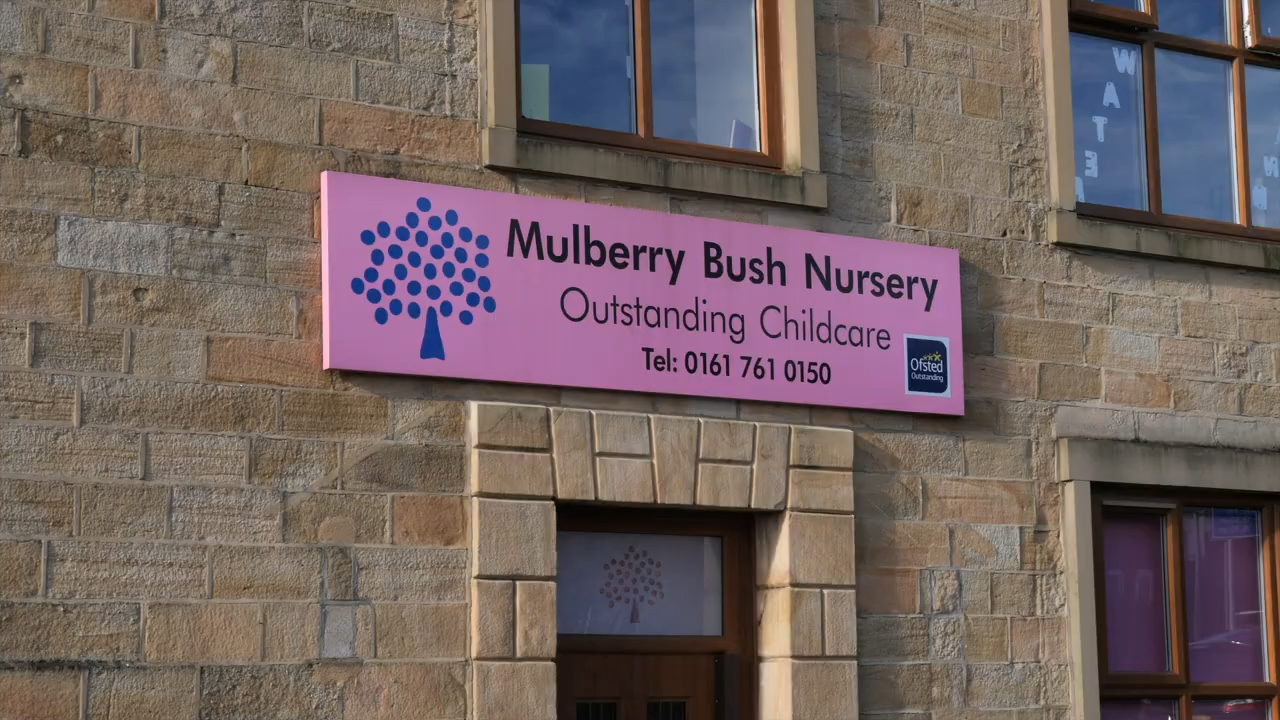 Mulberry Bush Nursery
Outstanding Childcare
Tel: 0161 761 0150
Ofsted
Outstanding